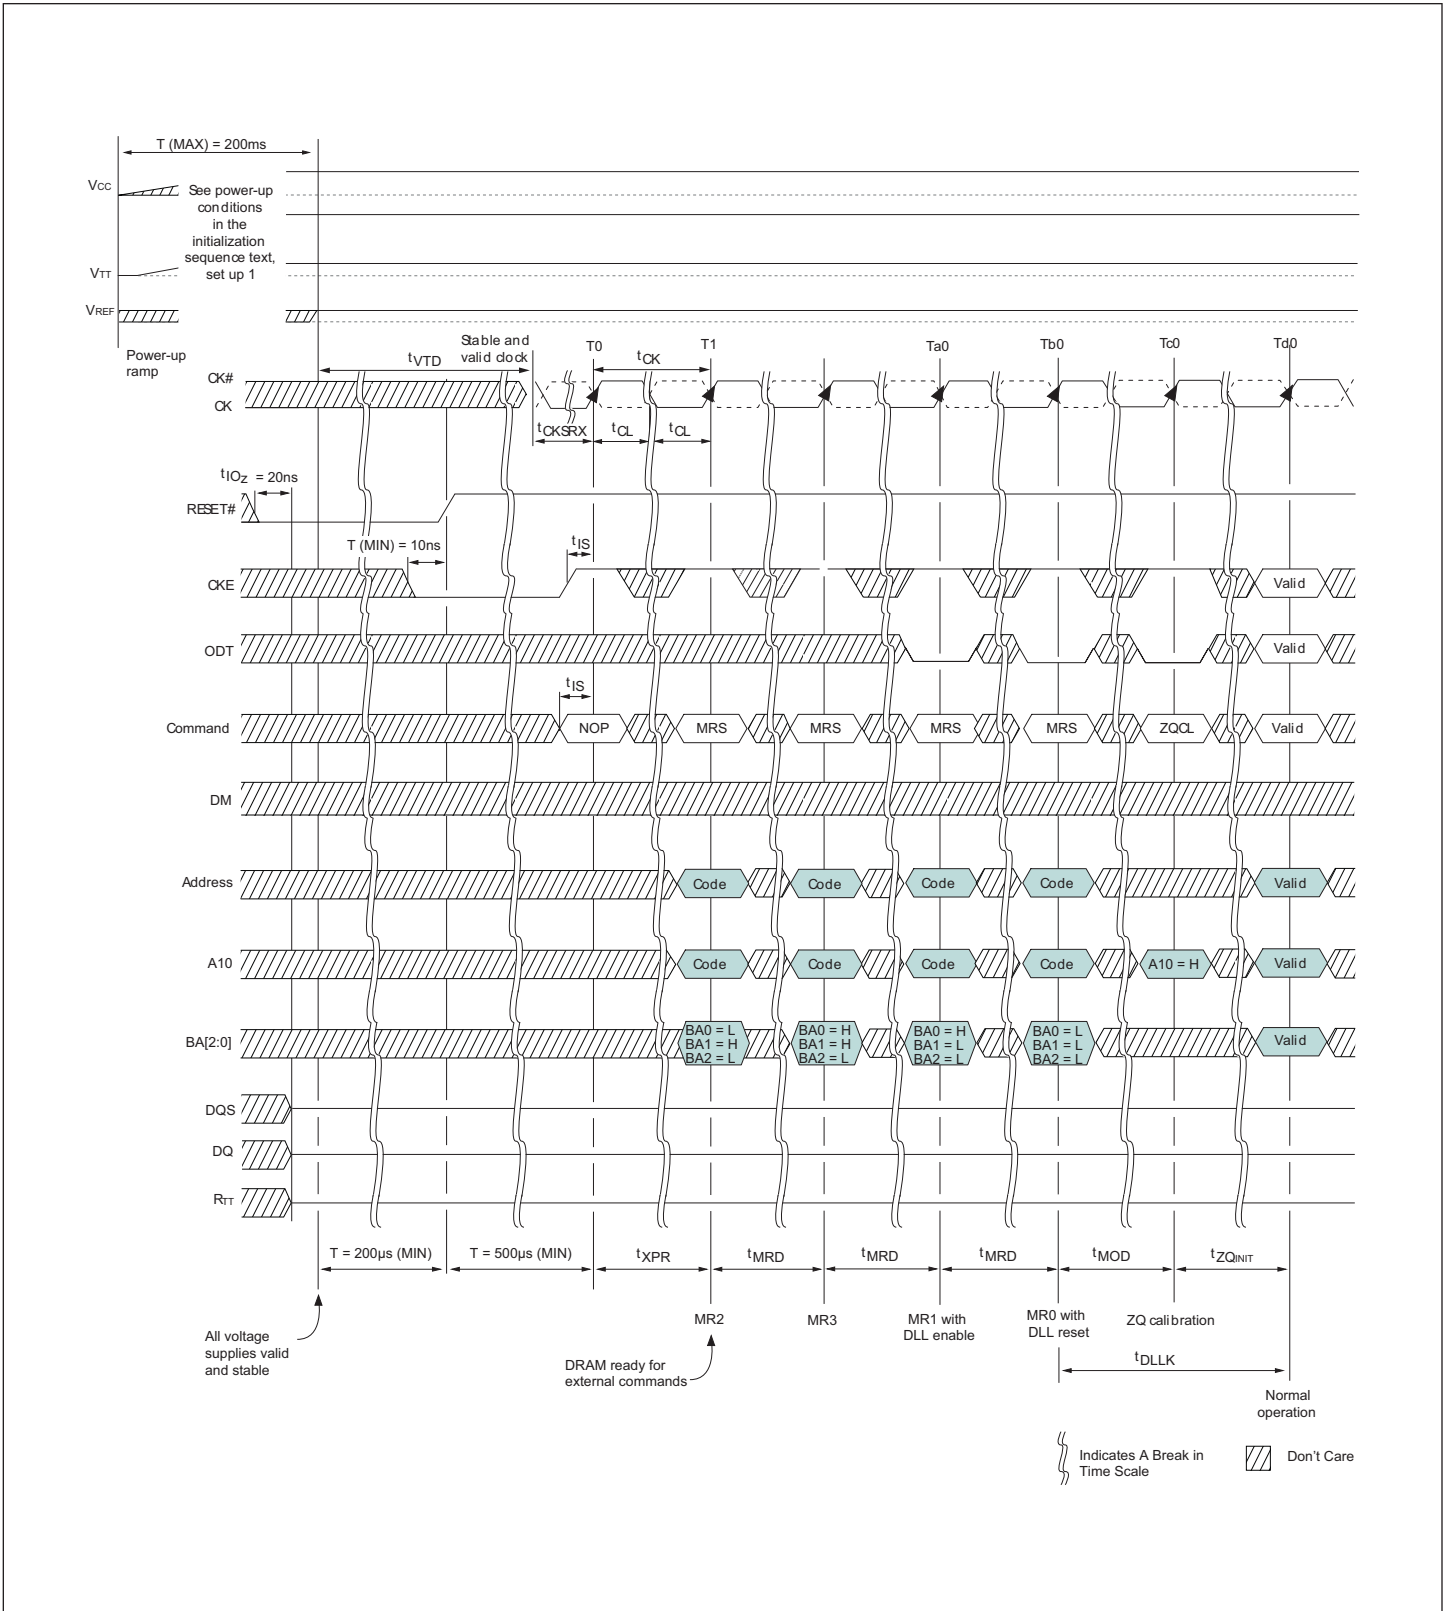 T (MAX) = 200ms
VCC
See power-up
conditions
in the
initialization
sequence text,
set up 1
VTT
VREF
Power-up
ramp
tVTD
Stable and
valid clock
T0
tCK
T1
Ta0
Tb0
Tc0
Td0
CK#
CK
tCKSRX
tCL
tCL
tIOz = 20ns
RESET#
T (MIN) = 10ns
tIS
CKE
Valid
ODT
Valid
tIS
Command
NOP
MRS
MRS
MRS
MRS
ZQCL
Valid
DM
Address
Code
Code
Code
Code
Valid
A10
Code
Code
Code
Code
A10 = H
Valid
BA[2:0]
BA0 = L
BA1 = H
BA2 = L
BA0 = H
BA1 = H
BA2 = L
BA0 = H
BA1 = L
BA2 = L
BA0 = L
BA1 = L
BA2 = L
Valid
DQS
DQ
RTT
T = 200µs (MIN)
T = 500µs (MIN)
tXPR
tMRD
tMRD
tMRD
tMOD
tZQINIT
All voltage
supplies valid
and stable
MR2
MR3
MR1 with
DLL enable
MR0 with
DLL reset
ZQ calibration
DRAM ready for
external commands
tDLLK
Normal
operation
Indicates A Break in
Time Scale
Don't Care